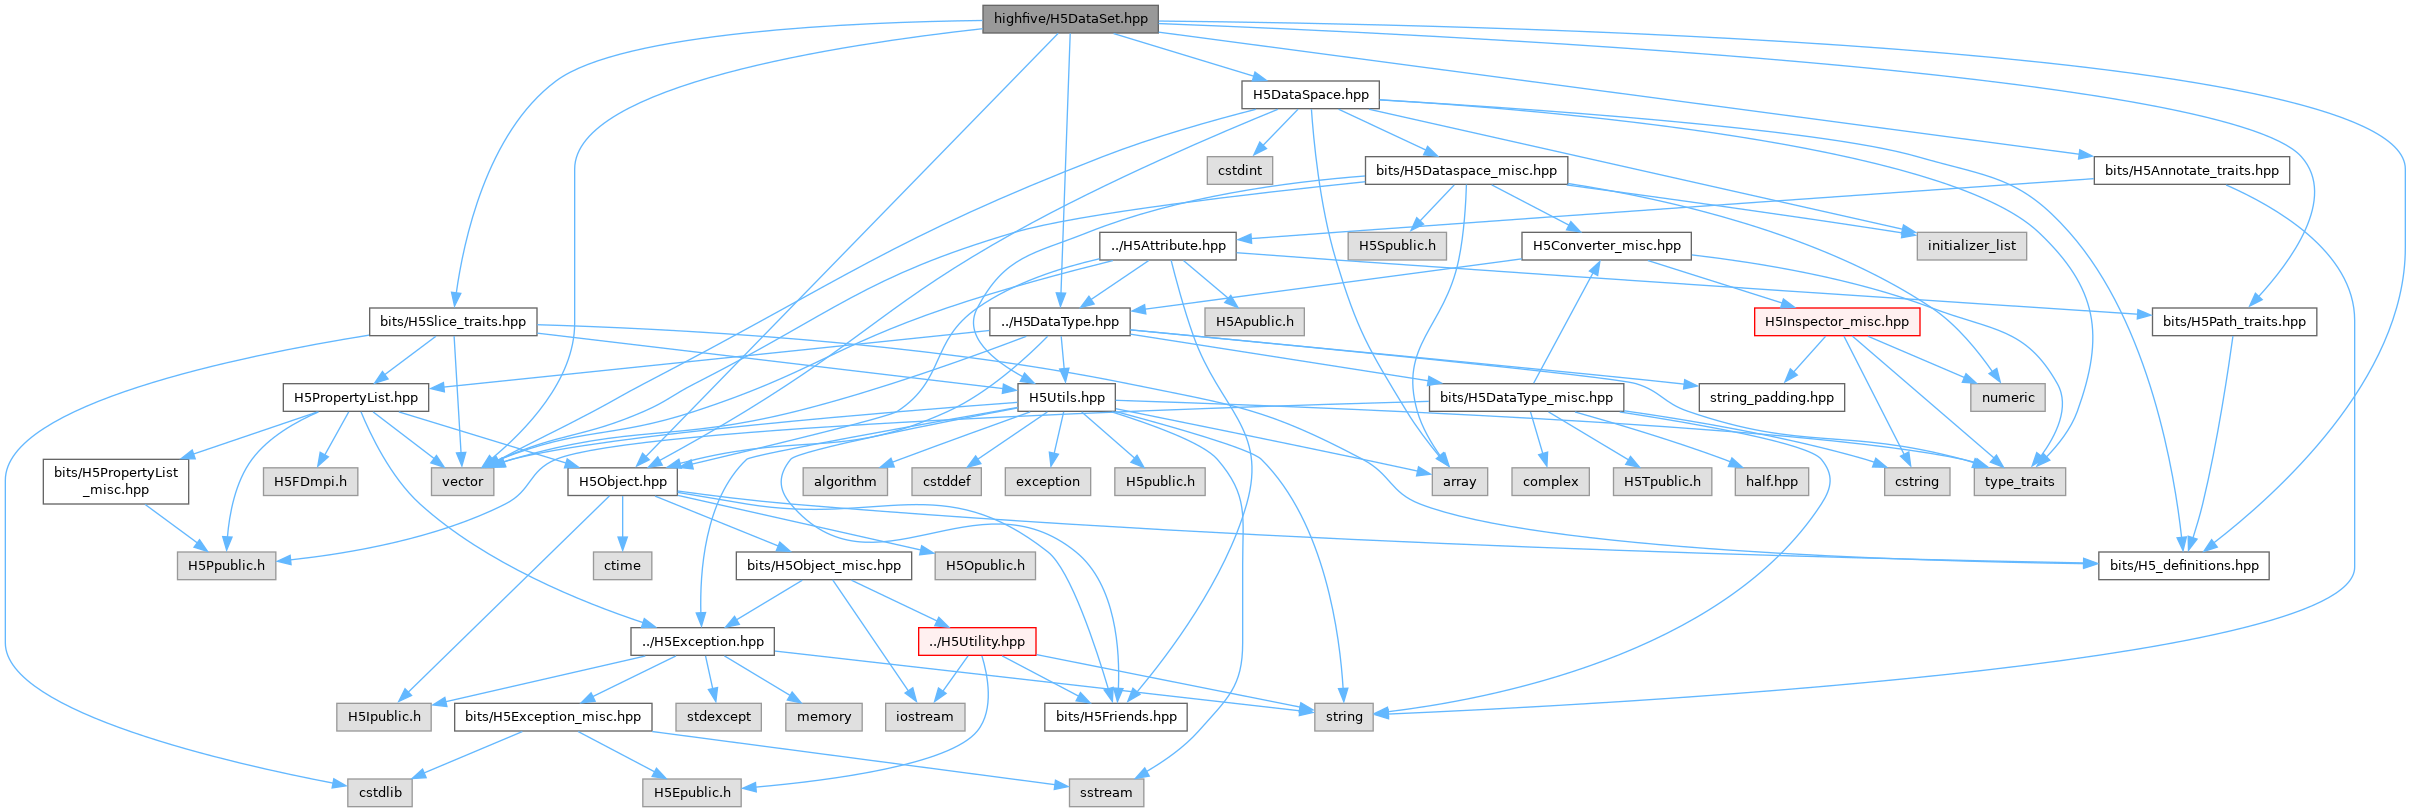 highfive/H5DataSet.hpp
H5DataSpace.hpp
cstdint
bits/H5Dataspace_misc.hpp
bits/H5Annotate_traits.hpp
../H5Attribute.hpp
H5Spublic.h
H5Converter_misc.hpp
initializer_list
bits/H5Slice_traits.hpp
../H5DataType.hpp
H5Apublic.h
H5Inspector_misc.hpp
bits/H5Path_traits.hpp
H5PropertyList.hpp
H5Utils.hpp
bits/H5DataType_misc.hpp
string_padding.hpp
numeric
bits/H5PropertyList
_misc.hpp
H5FDmpi.h
vector
H5Object.hpp
algorithm
cstddef
exception
H5public.h
array
complex
H5Tpublic.h
half.hpp
cstring
type_traits
H5Ppublic.h
ctime
bits/H5Object_misc.hpp
H5Opublic.h
bits/H5_definitions.hpp
../H5Exception.hpp
../H5Utility.hpp
H5Ipublic.h
bits/H5Exception_misc.hpp
stdexcept
memory
iostream
bits/H5Friends.hpp
string
cstdlib
H5Epublic.h
sstream